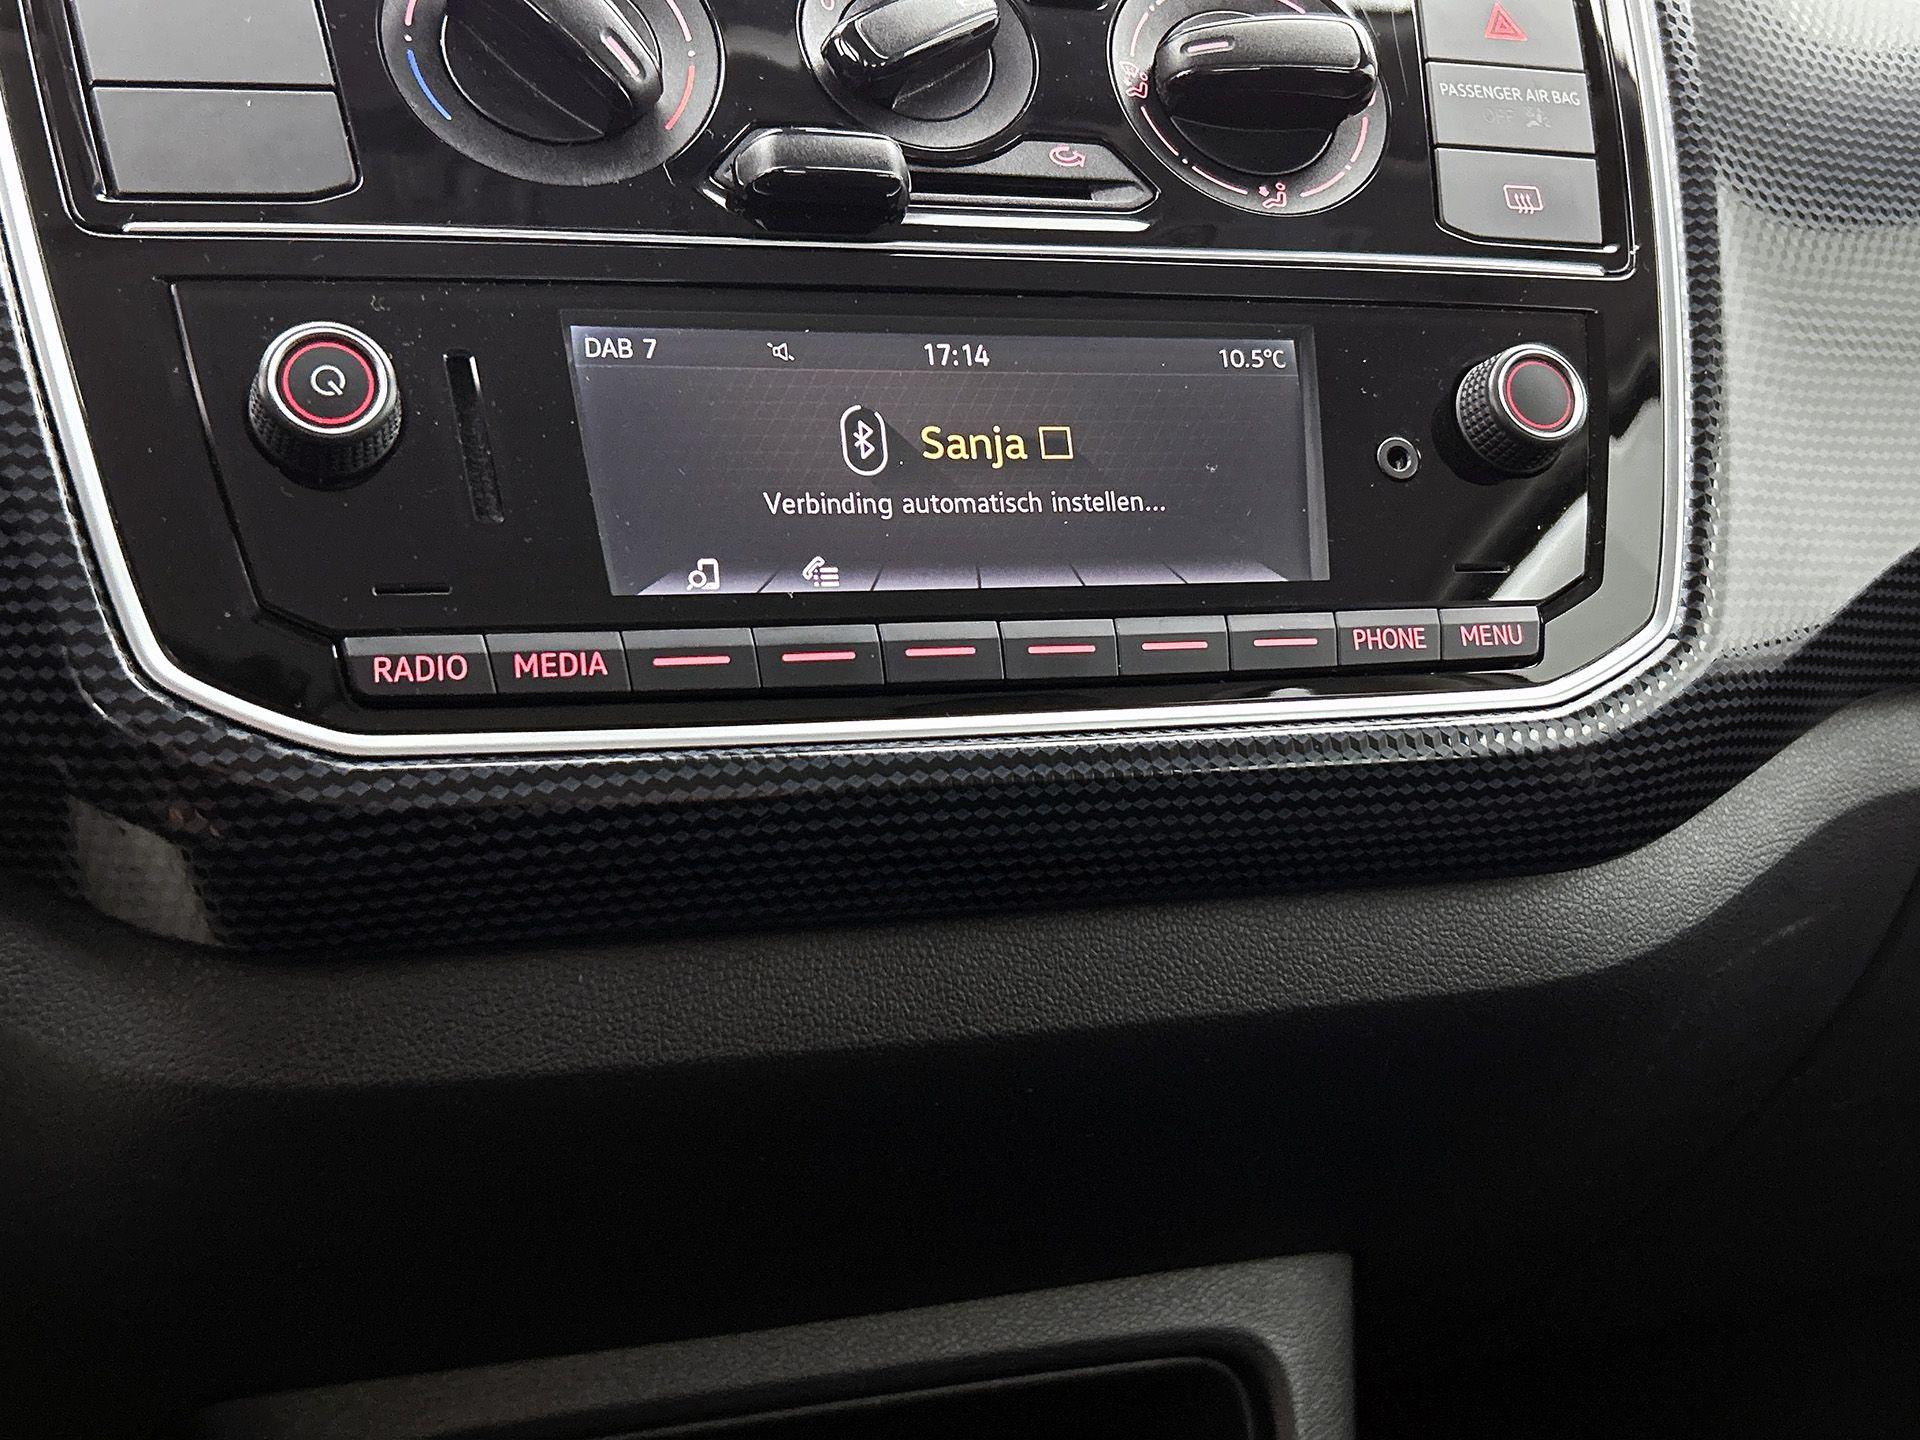 PASSENGER AIR BAG
OFF
DAB 7 17:14 10.5°C
Sanja □
Verbinding automatisch instellen...
RADIO MEDIA PHONE MENU